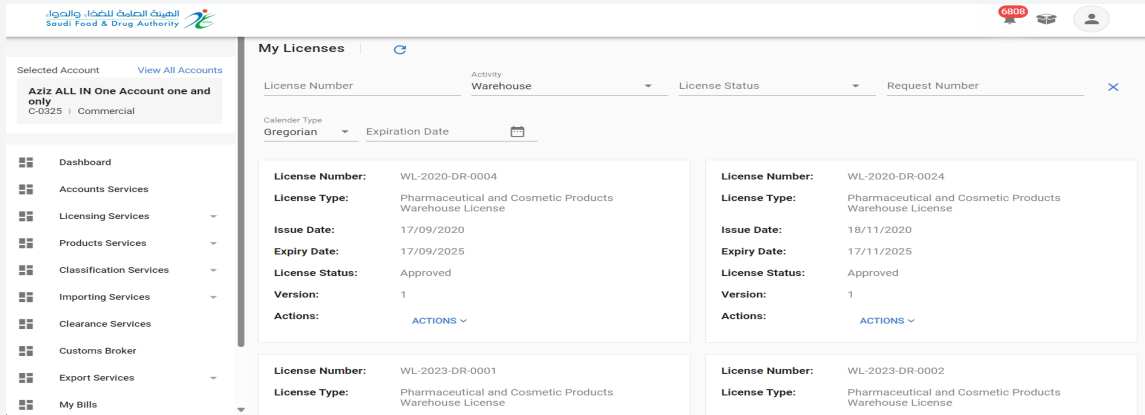 الهيئة العامة للغذاء والدواء
Saudi Food & Drug Authority
6808
Selected Account
View All Accounts
Aziz ALL IN One Account one and
only
C-0325 | Commercial
Dashboard
Accounts Services
Licensing Services
Products Services
Classification Services
Importing Services
Clearance Services
Customs Broker
Export Services
My Bills
My Licenses
License Number
Activity
Warehouse
License Status
Request Number
Calender Type
Gregorian
Expiration Date
License Number: WL-2020-DR-0004
License Type: Pharmaceutical and Cosmetic Products
Warehouse License
Issue Date: 17/09/2020
Expiry Date: 17/09/2025
License Status: Approved
Version: 1
Actions: ACTIONS
License Number: WL-2020-DR-0024
License Type: Pharmaceutical and Cosmetic Products
Warehouse License
Issue Date: 18/11/2020
Expiry Date: 17/11/2025
License Status: Approved
Version: 1
Actions: ACTIONS
License Number: WL-2023-DR-0001
License Type: Pharmaceutical and Cosmetic Products
Warehouse License
License Number: WL-2023-DR-0002
License Type: Pharmaceutical and Cosmetic Products
Warehouse License